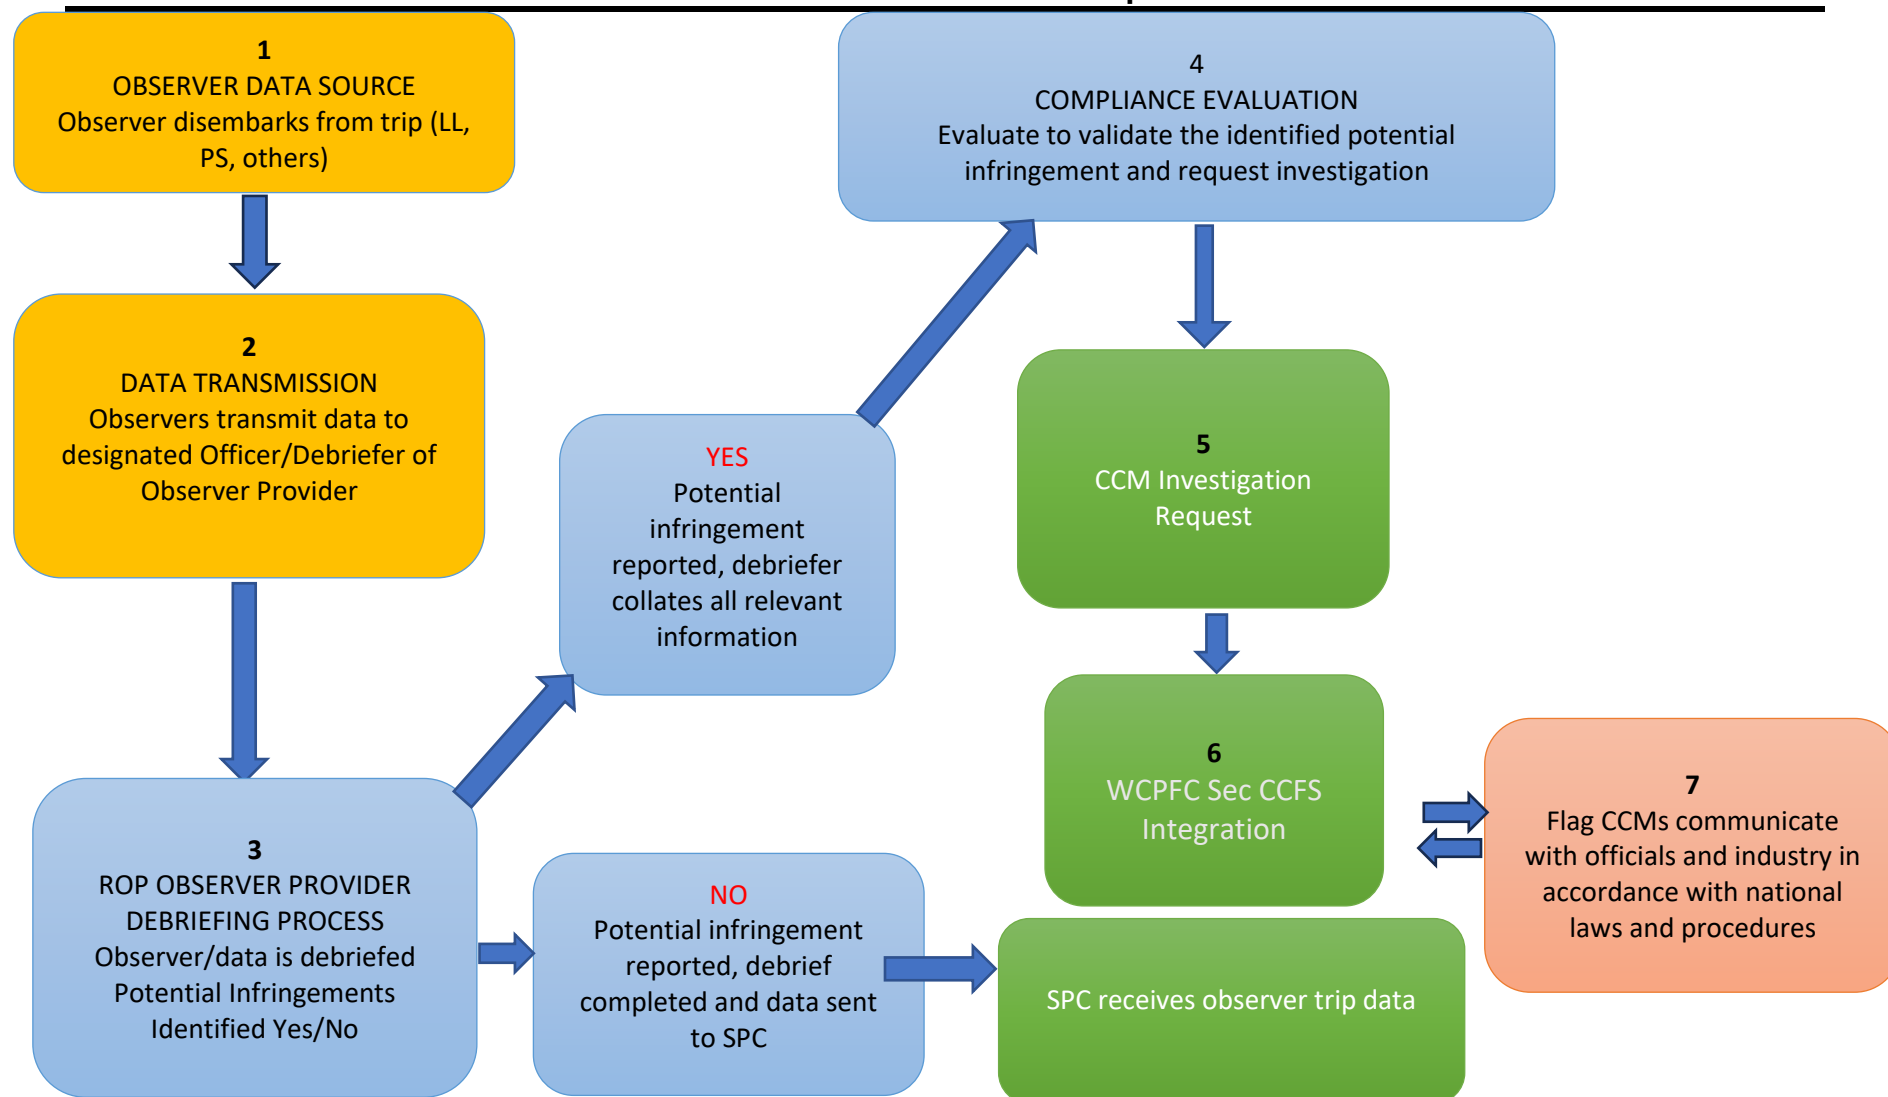 1
OBSERVER DATA SOURCE
Observer disembarks from trip (LL,
PS, others)
2
DATA TRANSMISSION
Observers transmit data to
designated Officer/Debriefer of
Observer Provider
3
ROP OBSERVER PROVIDER
DEBRIEFING PROCESS
Observer/data is debriefed
Potential Infringements
Identified Yes/No
YES
Potential
infringement
reported, debriefer
collates all relevant
information
NO
Potential infringement
reported, debrief
completed and data sent
to SPC
4
COMPLIANCE EVALUATION
Evaluate to validate the identified potential
infringement and request investigation
5
CCM Investigation
Request
6
WCPFC Sec CCFS
Integration
SPC receives observer trip data
7
Flag CCMs communicate
with officials and industry in
accordance with national
laws and procedures